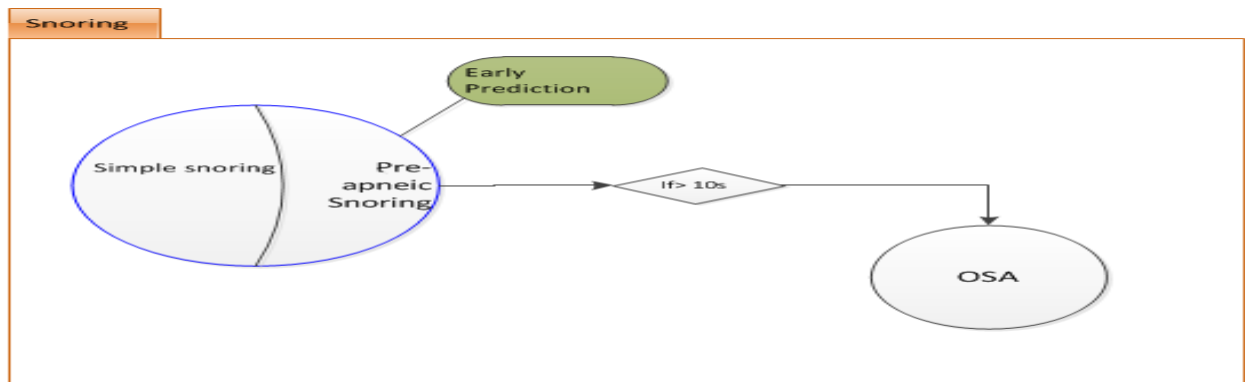 Snoring
Early
Prediction
Simple snoring
Pre-
apneic
Snoring
If> 10s
OSA